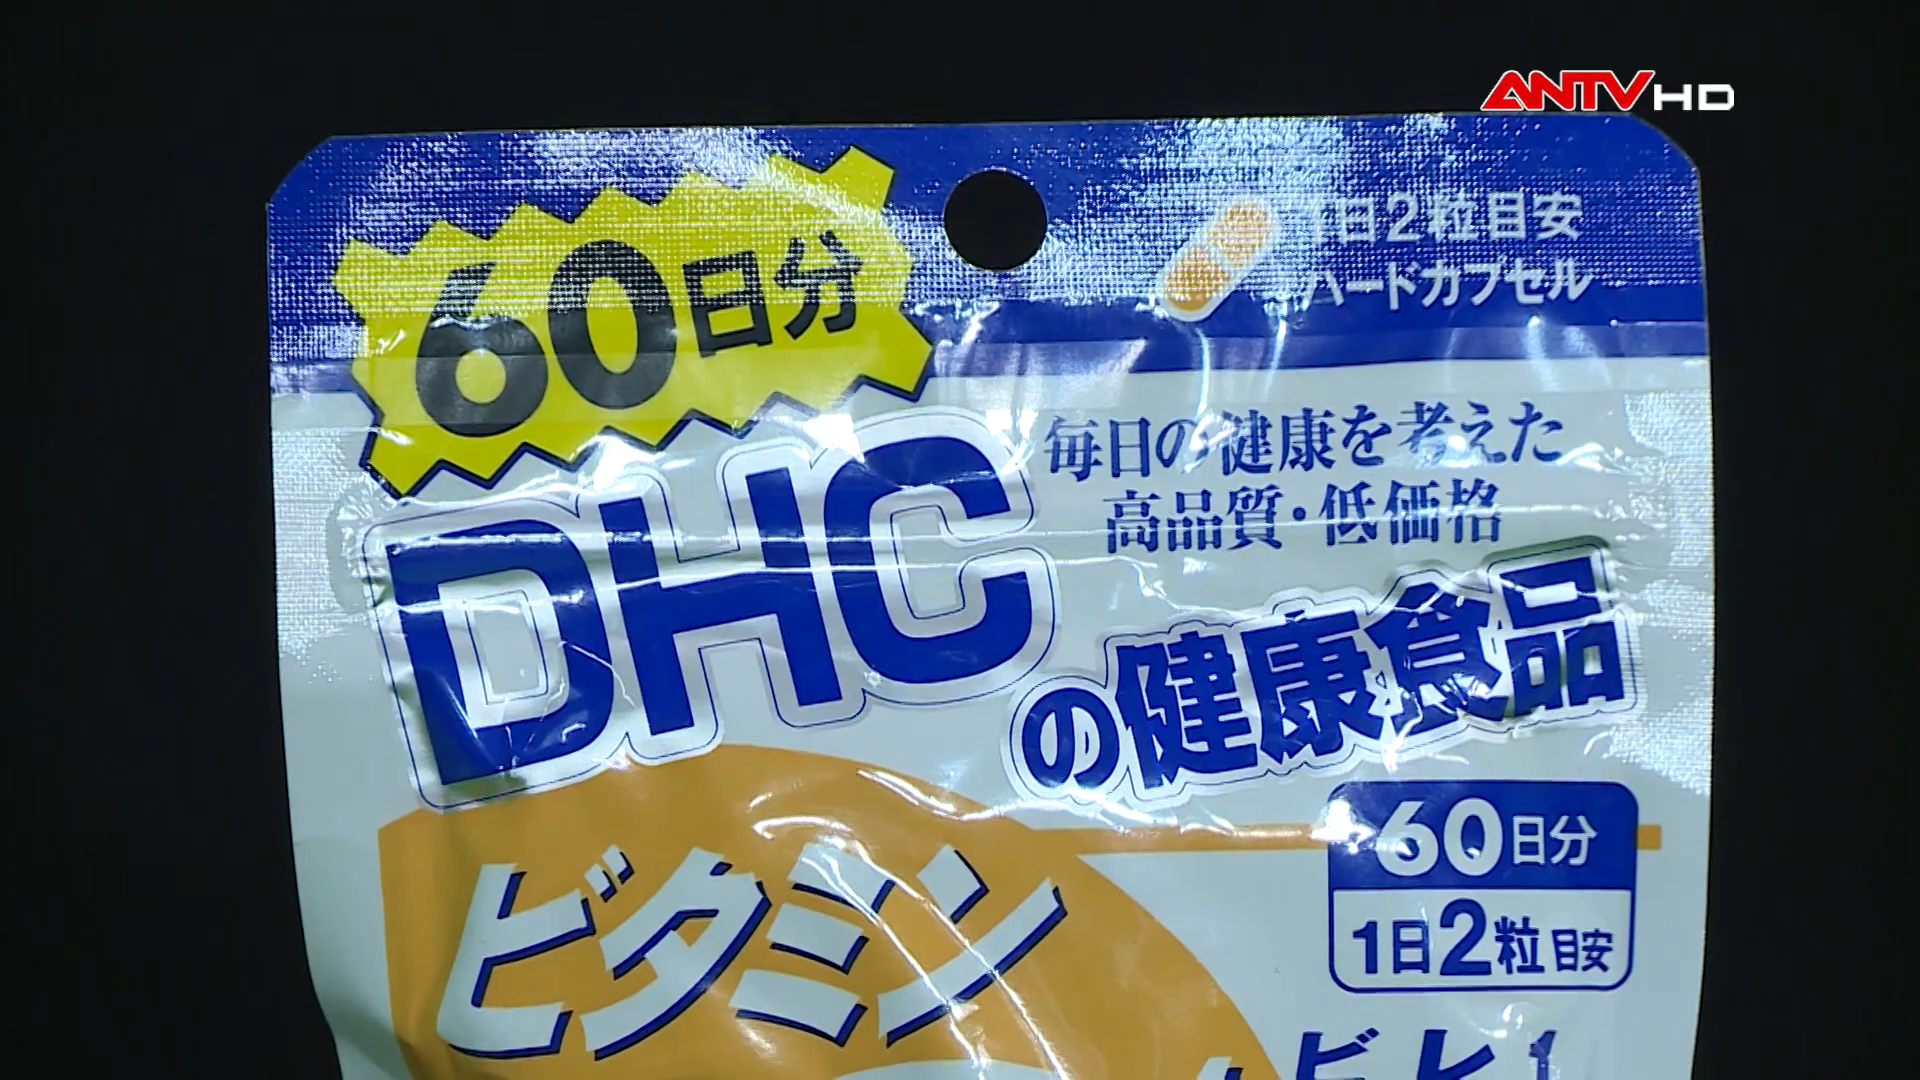 ANTV HD
60日分
1日2粒目安
ハードカプセル
DHC
毎日の健康を考えた
高品質・低価格
の健康食品
60日分
1日2粒目安
ビタミン